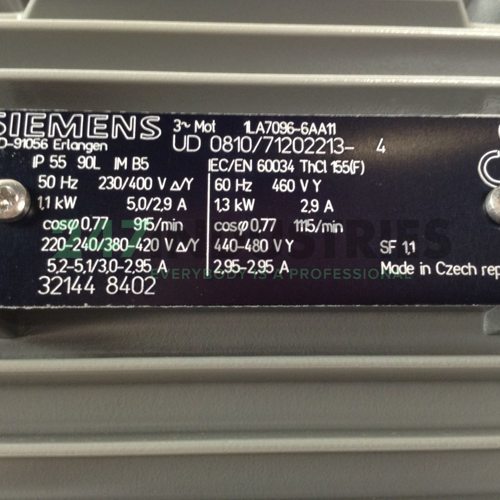 SIEMENS 3~ Mot 1LA7096-6AA11
D-91056 Erlangen UD 0810/71202213- 4
IP 55 90L IM B5 IEC/EN 60034 ThCl 155(F)
50 Hz 230/400 V Δ/Y 60 Hz 460 V Y
1,1 kW 5,0/2,9 A 1,3 kW 2,9 A
cosφ 0,77 915/min cosφ 0,77 1115/min
220-240/380-420 V Δ/Y 440-480 V Y SF 1,1
5,2-5,1/3,0-2,95 A 2,95-2,95 A Made in Czech rep
32144 8402
247 INDUSTRIES
EVERYBODY IS A PROFESSIONAL